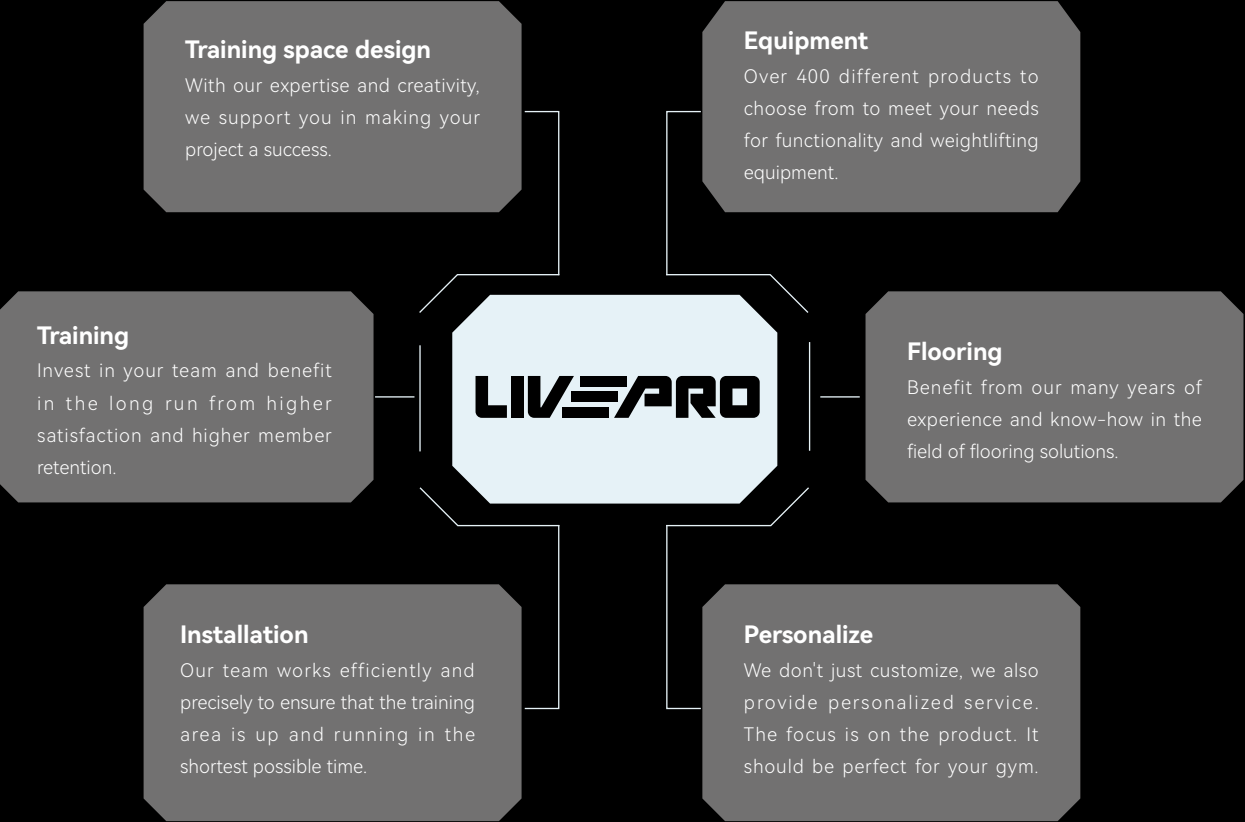 Training space design
With our expertise and creativity,
we support you in making your
project a success.
Equipment
Over 400 different products to
choose from to meet your needs
for functionality and weightlifting
equipment.
Training
Invest in your team and benefit
in the long run from higher
satisfaction and higher member
retention.
LIVEPRO
Flooring
Benefit from our many years of
experience and know-how in the
field of flooring solutions.
Installation
Our team works efficiently and
precisely to ensure that the training
area is up and running in the
shortest possible time.
Personalize
We don't just customize, we also
provide personalized service.
The focus is on the product. It
should be perfect for your gym.